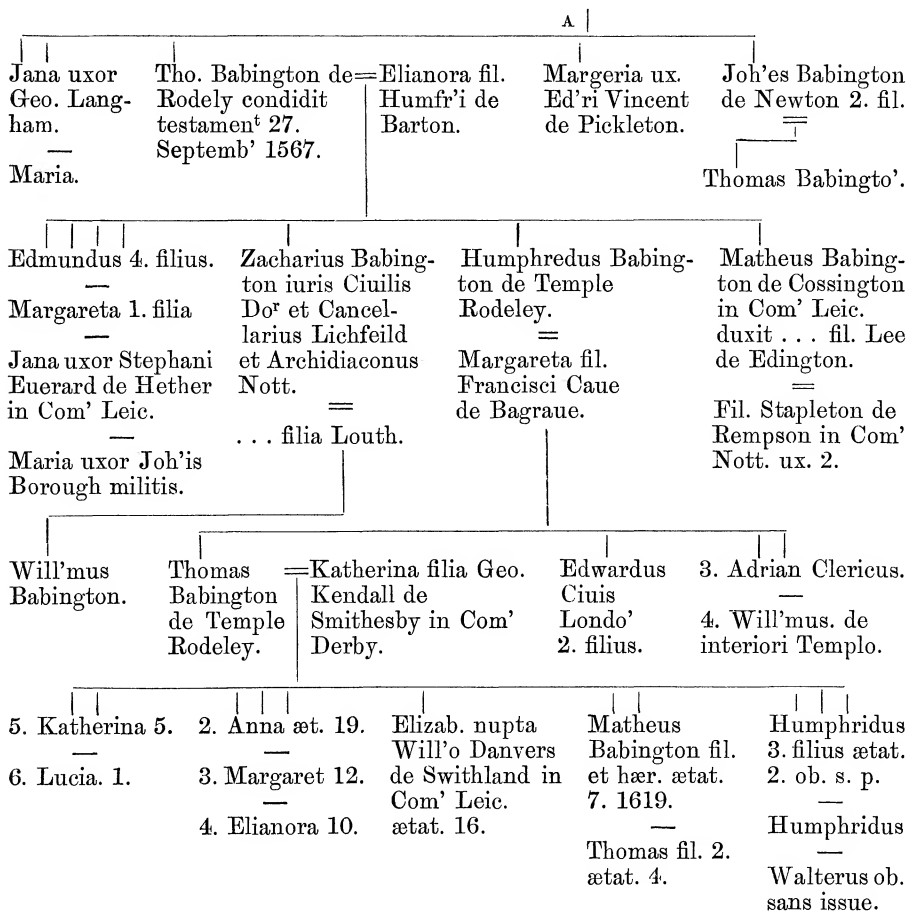 A
Jana uxor
Geo. Lang-
ham.
—
Maria.
Tho. Babington de
Rodely condidit
testamenᵗ 27.
Septemb' 1567.
=Elianora fil.
Humfr'i de
Barton.
Margeria ux.
Ed'ri Vincent
de Pickleton.
Joh'es Babington
de Newton 2. fil.
=
Thomas Babingto'.
Edmundus 4. filius.
—
Margareta 1. filia
—
Jana uxor Stephani
Euerard de Hether
in Com' Leic.
—
Maria uxor Joh'is
Borough militis.
Zacharius Babing-
ton iuris Ciuilis
Doʳ et Cancel-
larius Lichfeild
et Archidiaconus
Nott.
=
. . . filia Louth.
Humphredus Babing-
ton de Temple
Rodeley.
=
Margareta fil.
Francisci Caue
de Bagraue.
Matheus Babing-
ton de Cossington
in Com' Leic.
duxit . . . fil. Lee
de Edington.
=
Fil. Stapleton de
Rempson in Com'
Nott. ux. 2.
Will'mus
Babington.
Thomas
Babington
de Temple
Rodeley.
=Katherina filia Geo.
Kendall de
Smithesby in Com'
Derby.
Edwardus
Ciuis
Londo'
2. filius.
3. Adrian Clericus.
—
4. Will'mus. de
interiori Templo.
5. Katherina 5.
—
6. Lucia. 1.
2. Anna æt. 19.
—
3. Margaret 12.
—
4. Elianora 10.
Elizab. nupta
Will'o Danvers
de Swithland in
Com' Leic.
ætat. 16.
Matheus
Babington fil.
et hær. ætat.
7. 1619.
—
Thomas fil. 2.
ætat. 4.
Humphridus
3. filius ætat.
2. ob. s. p.
—
Humphridus
—
Walterus ob.
sans issue.